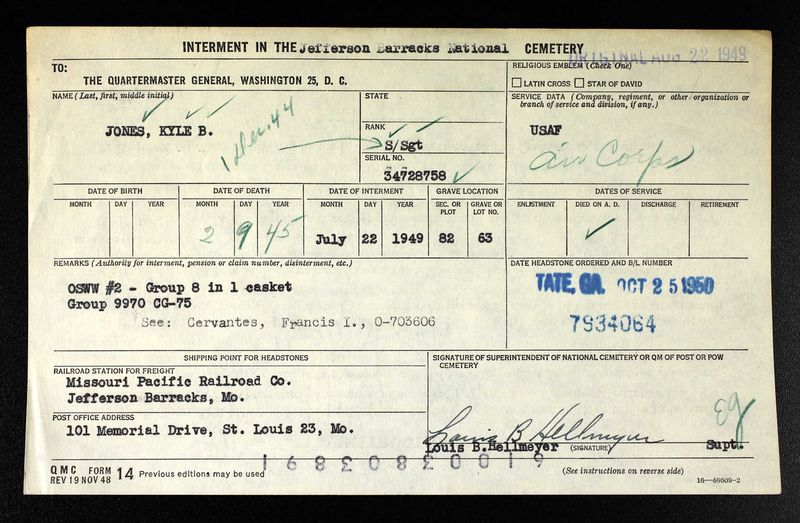 INTERMENT IN THE Jefferson Barracks National CEMETERY
ORIGINAL AUG 22 1949
TO:
THE QUARTERMASTER GENERAL, WASHINGTON 25, D. C.
RELIGIOUS EMBLEM (Check One)
LATIN CROSS STAR OF DAVID
NAME (Last, first, middle initial)
JONES, KYLE B.
1 Dec. 44
STATE
RANK
S/Sgt
SERIAL NO.
34728758
SERVICE DATA (Company, regiment, or other organization or branch of service and division, if any.)
USAF
Air Corps
DATE OF BIRTH DATE OF DEATH DATE OF INTERMENT GRAVE LOCATION DATES OF SERVICE
MONTH DAY YEAR MONTH DAY YEAR MONTH DAY YEAR SEC. OR PLOT GRAVE OR LOT NO. ENLISTMENT DIED ON A. D. DISCHARGE RETIREMENT
2 9 45 July 22 1949 82 63
REMARKS (Authority for interment, pension or claim number, disinterment, etc.)
OSWW #2 - Group 8 in 1 casket
Group 9970 CG-75
See: Cervantes, Francis I., O-703606
DATE HEADSTONE ORDERED AND B/L NUMBER
TATE, GA. OCT 25 1950
7934064
SHIPPING POINT FOR HEADSTONES
RAILROAD STATION FOR FREIGHT
Missouri Pacific Railroad Co.
Jefferson Barracks, Mo.
POST OFFICE ADDRESS
101 Memorial Drive, St. Louis 23, Mo.
SIGNATURE OF SUPERINTENDENT OF NATIONAL CEMETERY OR QM OF POST OR POW CEMETERY
Louis B Hellmeyer
Louis B.Hellmeyer (SIGNATURE) Supt.
QMC FORM 14 Previous editions may be used
REV 19 NOV 48
(See instructions on reverse side)
16—46609-2